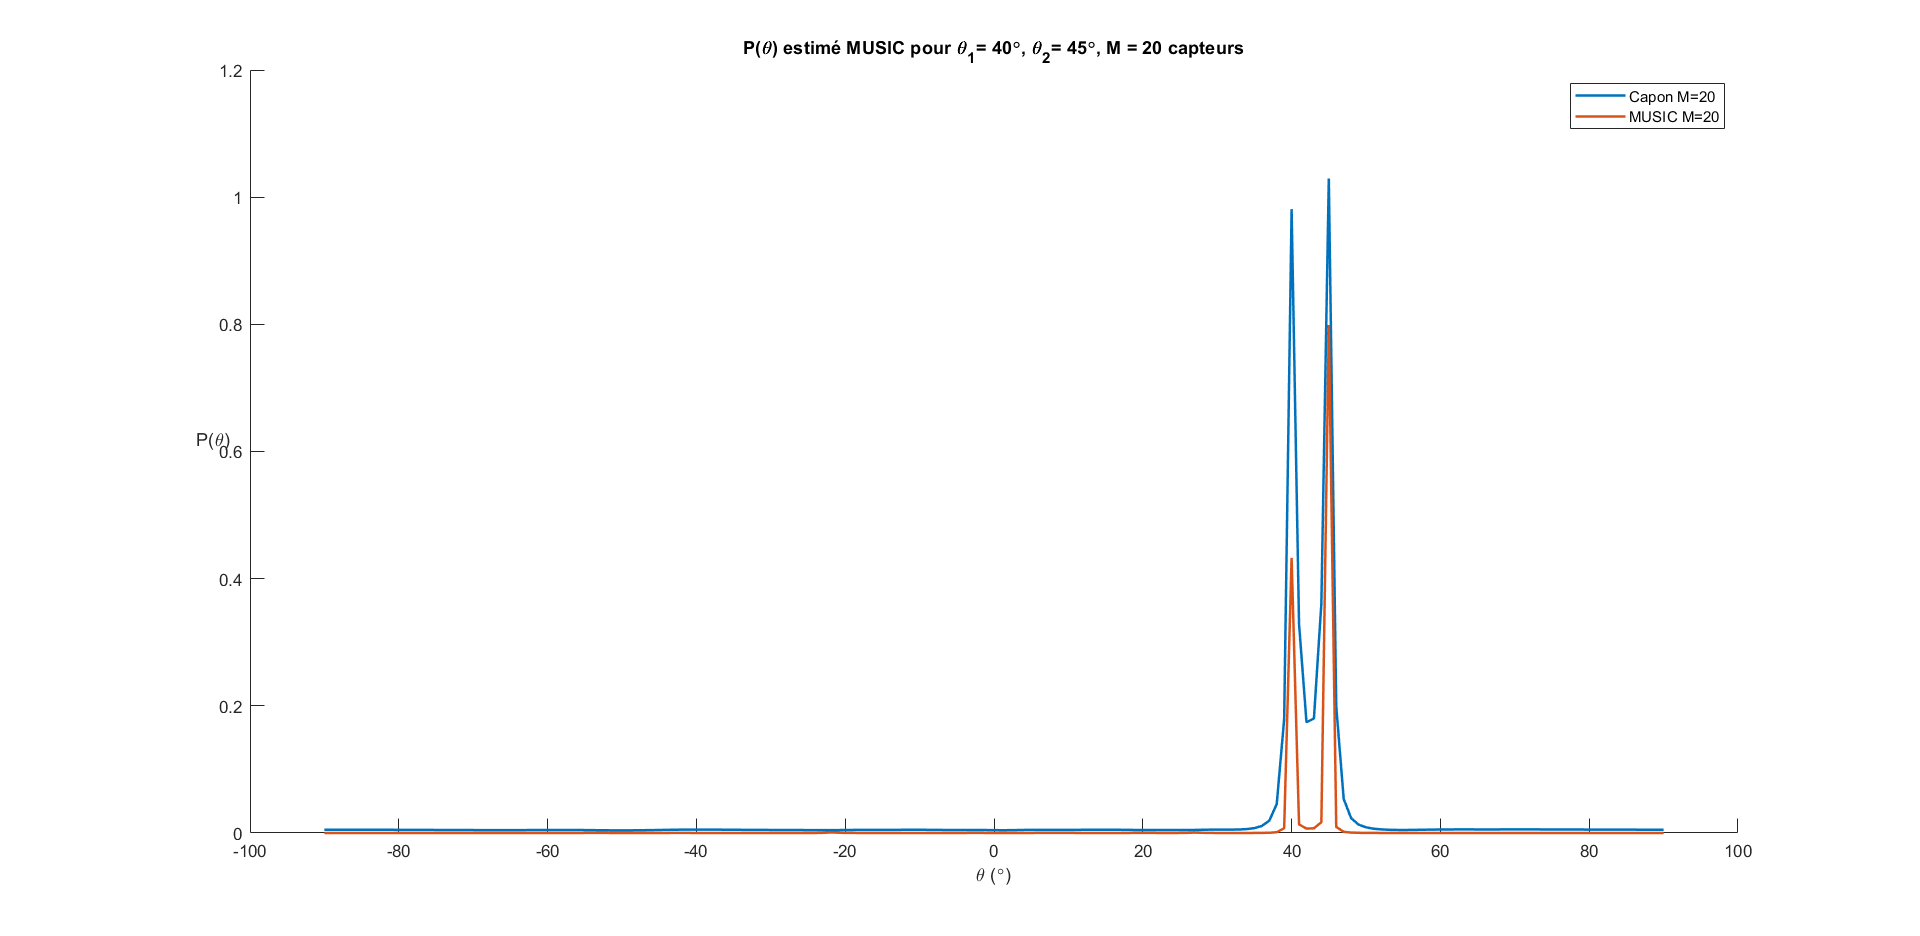 P(θ) estimé MUSIC pour θ1= 40°, θ2= 45°, M = 20 capteurs
Capon M=20
MUSIC M=20
1.2
1
0.8
0.6
0.4
0.2
0
P(θ)
-100 -80 -60 -40 -20 0 20 40 60 80 100
θ (°)